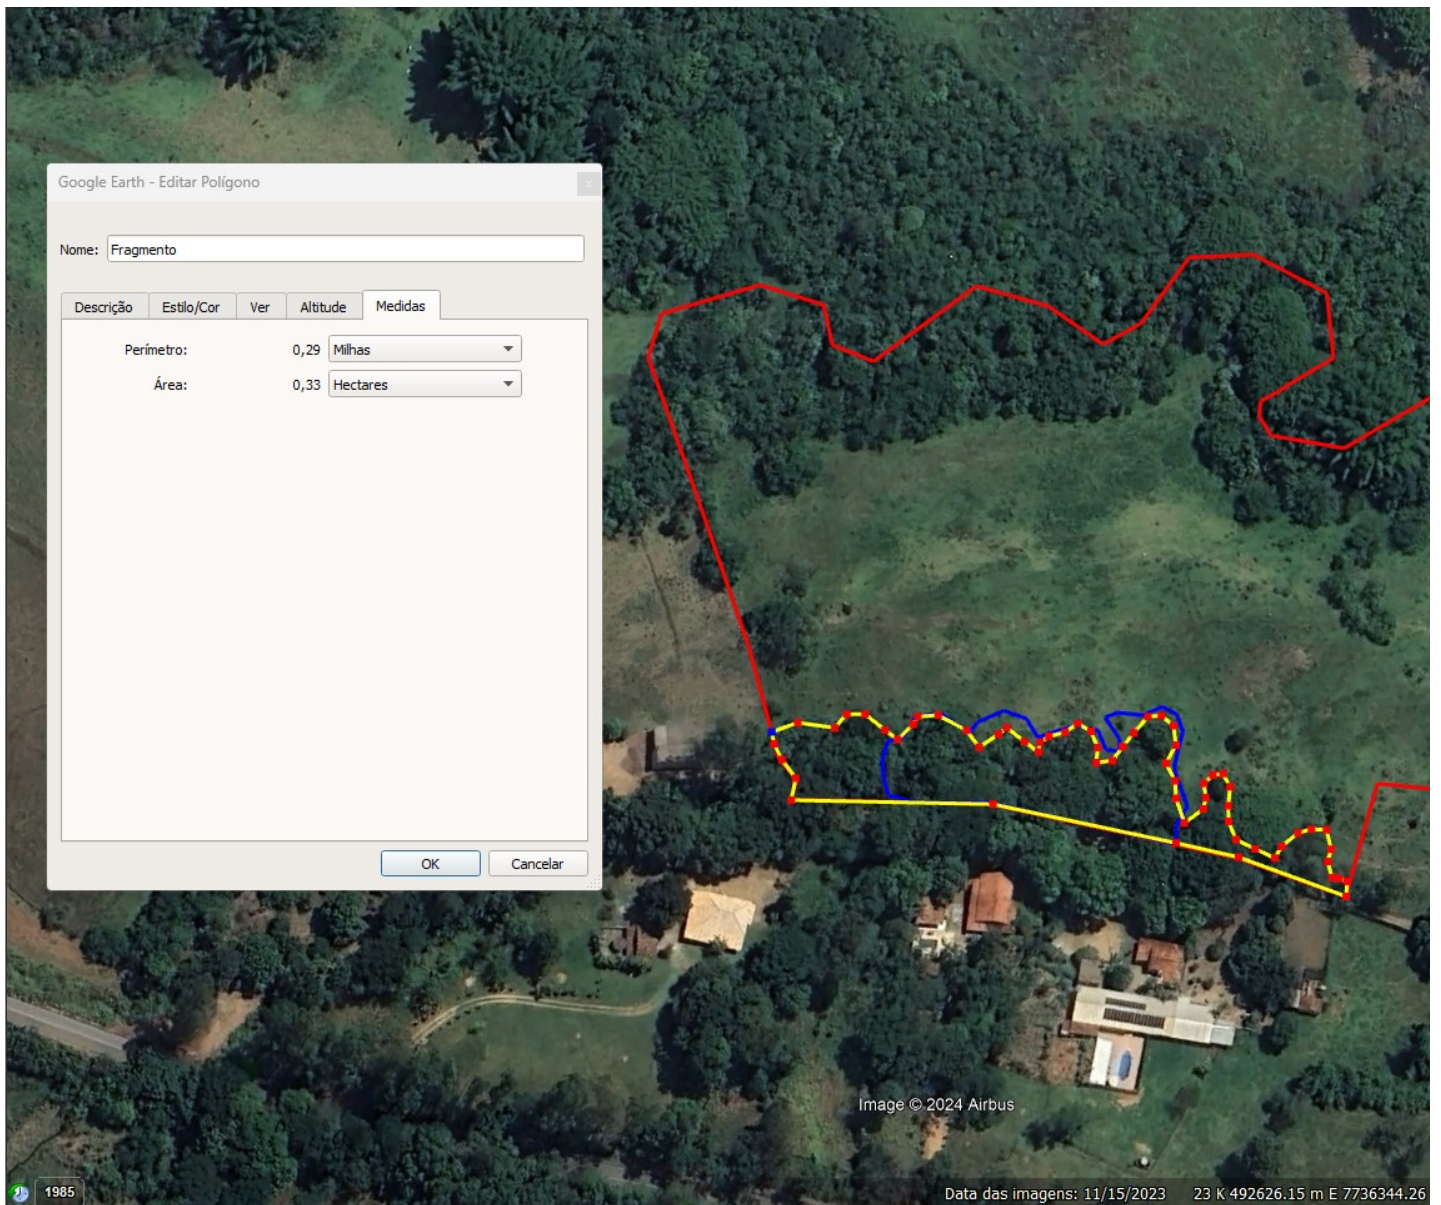 Google Earth - Editar Polígono
x
Nome: Fragmento
Descrição Estilo/Cor Ver Altitude Medidas
Perímetro: 0,29 Milhas
Área: 0,33 Hectares
OK Cancelar
Image © 2024 Airbus
1985 Data das imagens: 11/15/2023 23 K 492626.15 m E 7736344.26